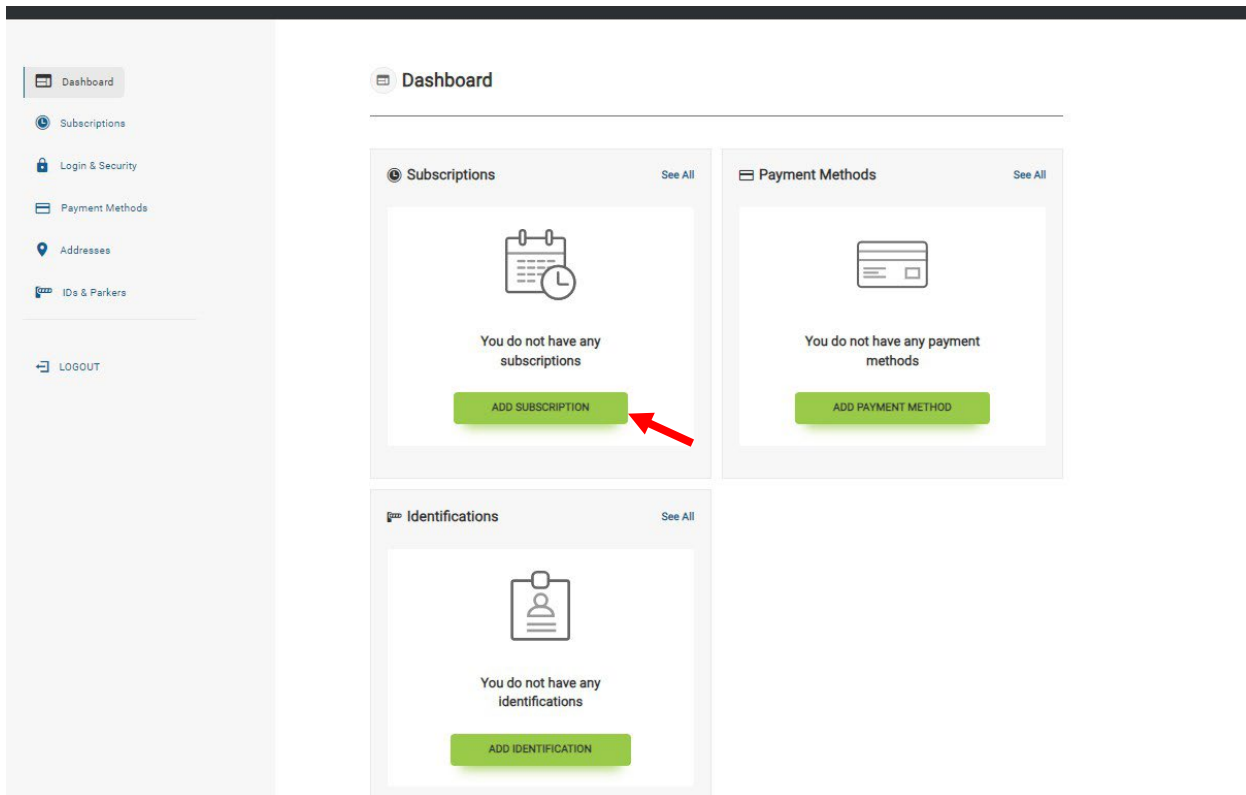 Dashboard
Subscriptions
Login & Security
Payment Methods
Addresses
IDs & Parkers
LOGOUT
Dashboard
Subscriptions
See All
You do not have any
subscriptions
ADD SUBSCRIPTION
Payment Methods
See All
You do not have any payment
methods
ADD PAYMENT METHOD
Identifications
See All
You do not have any
identifications
ADD IDENTIFICATION